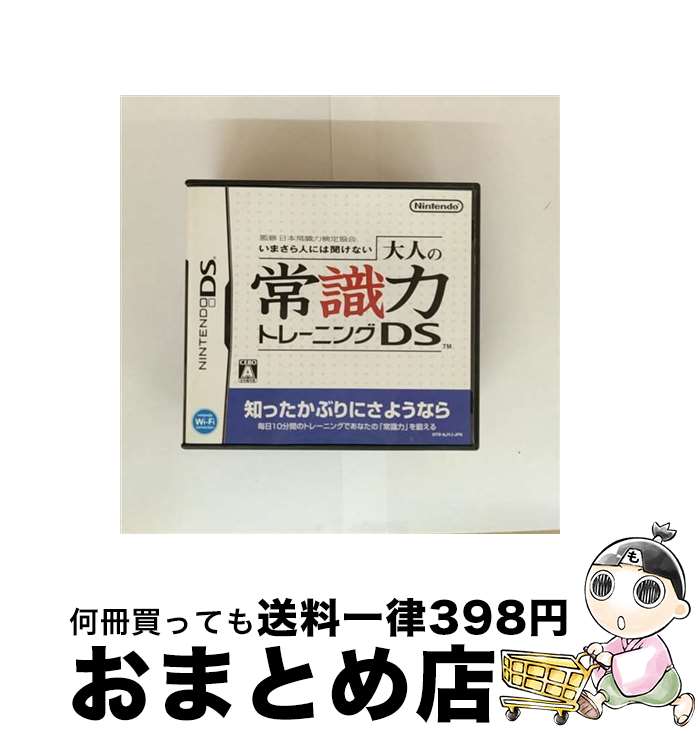 Nintendo
監修 日本常識力検定協会
いまさら人には聞けない
大人の
常識力
トレーニングDS
TM
NINTENDO DS
CERO
A
Wi-Fi
知ったかぶりにさようなら
毎日10分間のトレーニングであなたの「常識力」を鍛える
も
何冊買っても送料一律398円
おまとめ店